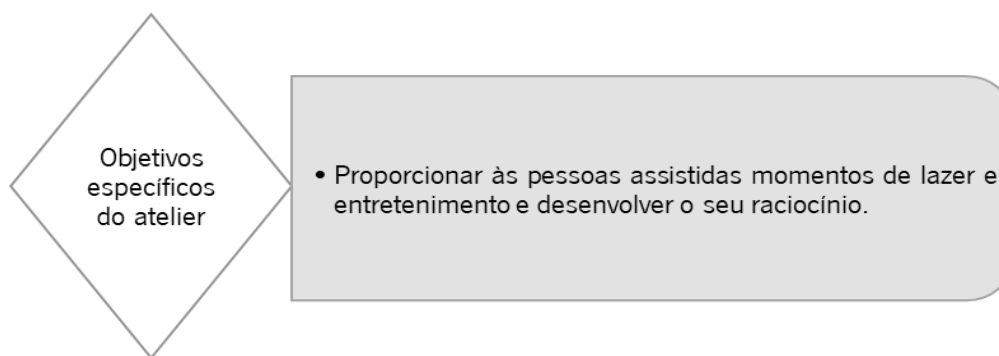 Objetivos
específicos
do atelier
• Proporcionar às pessoas assistidas momentos de lazer e
entretenimento e desenvolver o seu raciocínio.